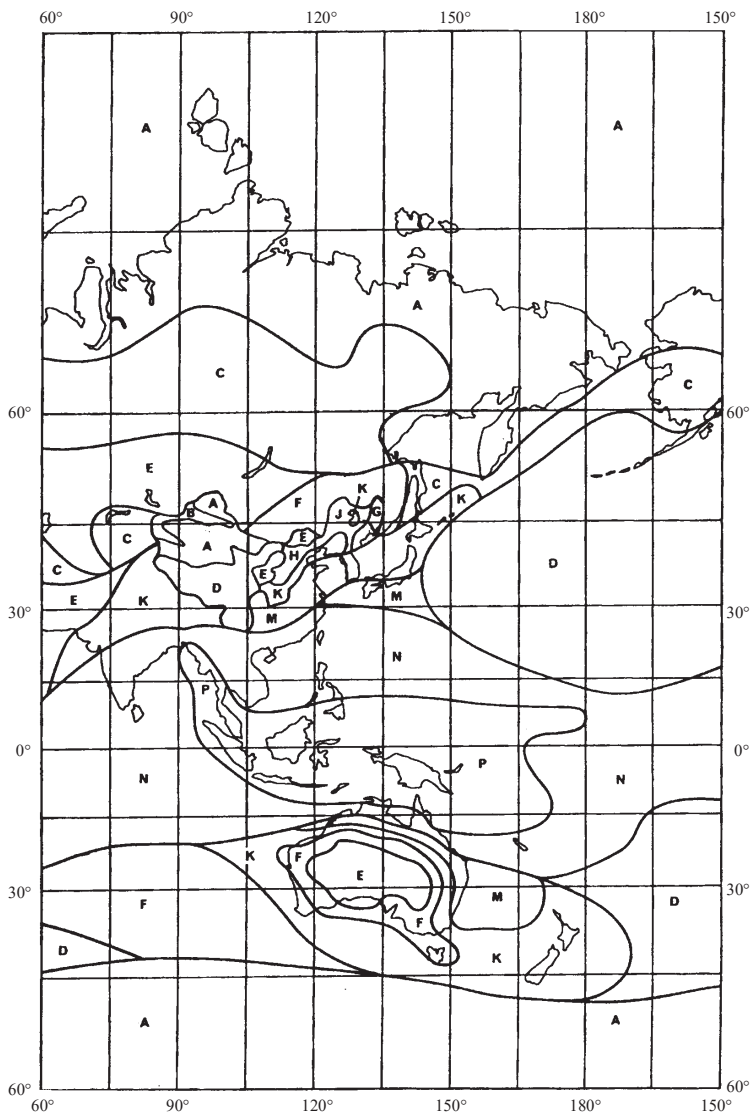 60° 90° 120° 150° 180° 150°
A A
A
C C
60° 60°
E
K C
A F K
B J G
C A E D
H
C E
D K
E K M M
30° 30°
N
P
0° P 0°
N N
K F
E M
30° 30°
F F D
D K
A A
60° 60°
60° 90° 120° 150° 180° 150°